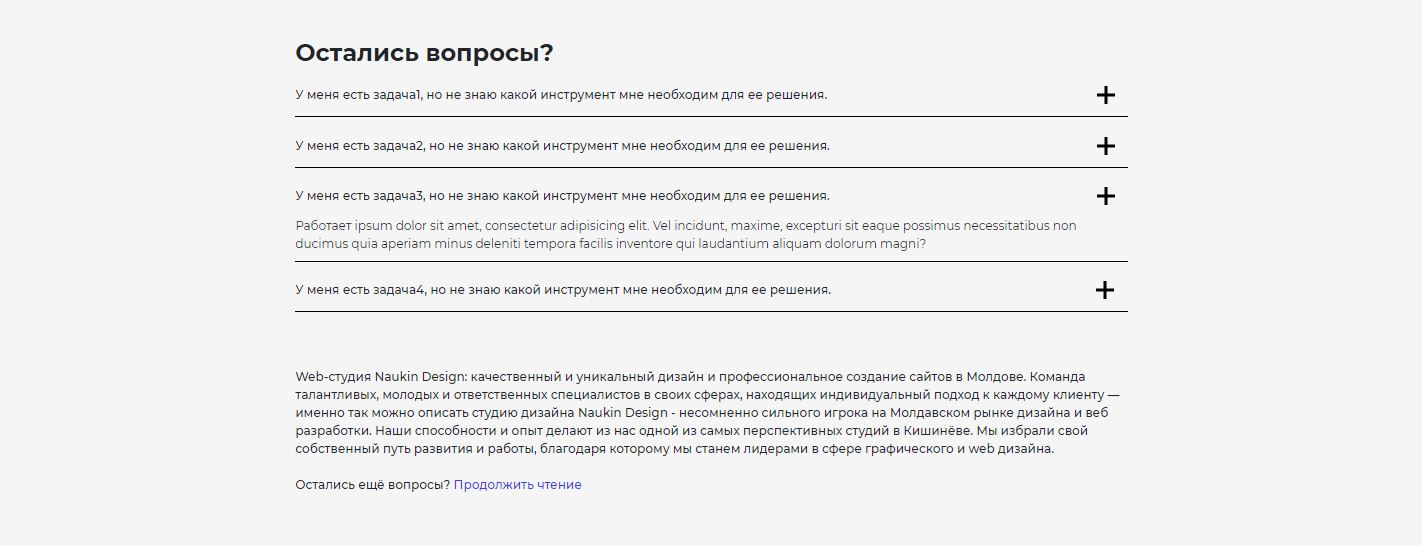 Остались вопросы?
У меня есть задача1, но не знаю какой инструмент мне необходим для ее решения.
У меня есть задача2, но не знаю какой инструмент мне необходим для ее решения.
У меня есть задача3, но не знаю какой инструмент мне необходим для ее решения.
Работает ipsum dolor sit amet, consectetur adipisicing elit. Vel incidunt, maxime, excepturi sit eaque possimus necessitatibus non
ducimus quia aperiam minus deleniti tempora facilis inventore qui laudantium aliquam dolorum magni?
У меня есть задача4, но не знаю какой инструмент мне необходим для ее решения.
Web-студия Naukin Design: качественный и уникальный дизайн и профессиональное создание сайтов в Молдове. Команда
талантливых, молодых и ответственных специалистов в своих сферах, находящих индивидуальный подход к каждому клиенту —
именно так можно описать студию дизайна Naukin Design - несомненно сильного игрока на Молдавском рынке дизайна и веб
разработки. Наши способности и опыт делают из нас одной из самых перспективных студий в Кишинёве. Мы избрали свой
собственный путь развития и работы, благодаря которому мы станем лидерами в сфере графического и web дизайна.
Остались ещё вопросы? Продолжить чтение